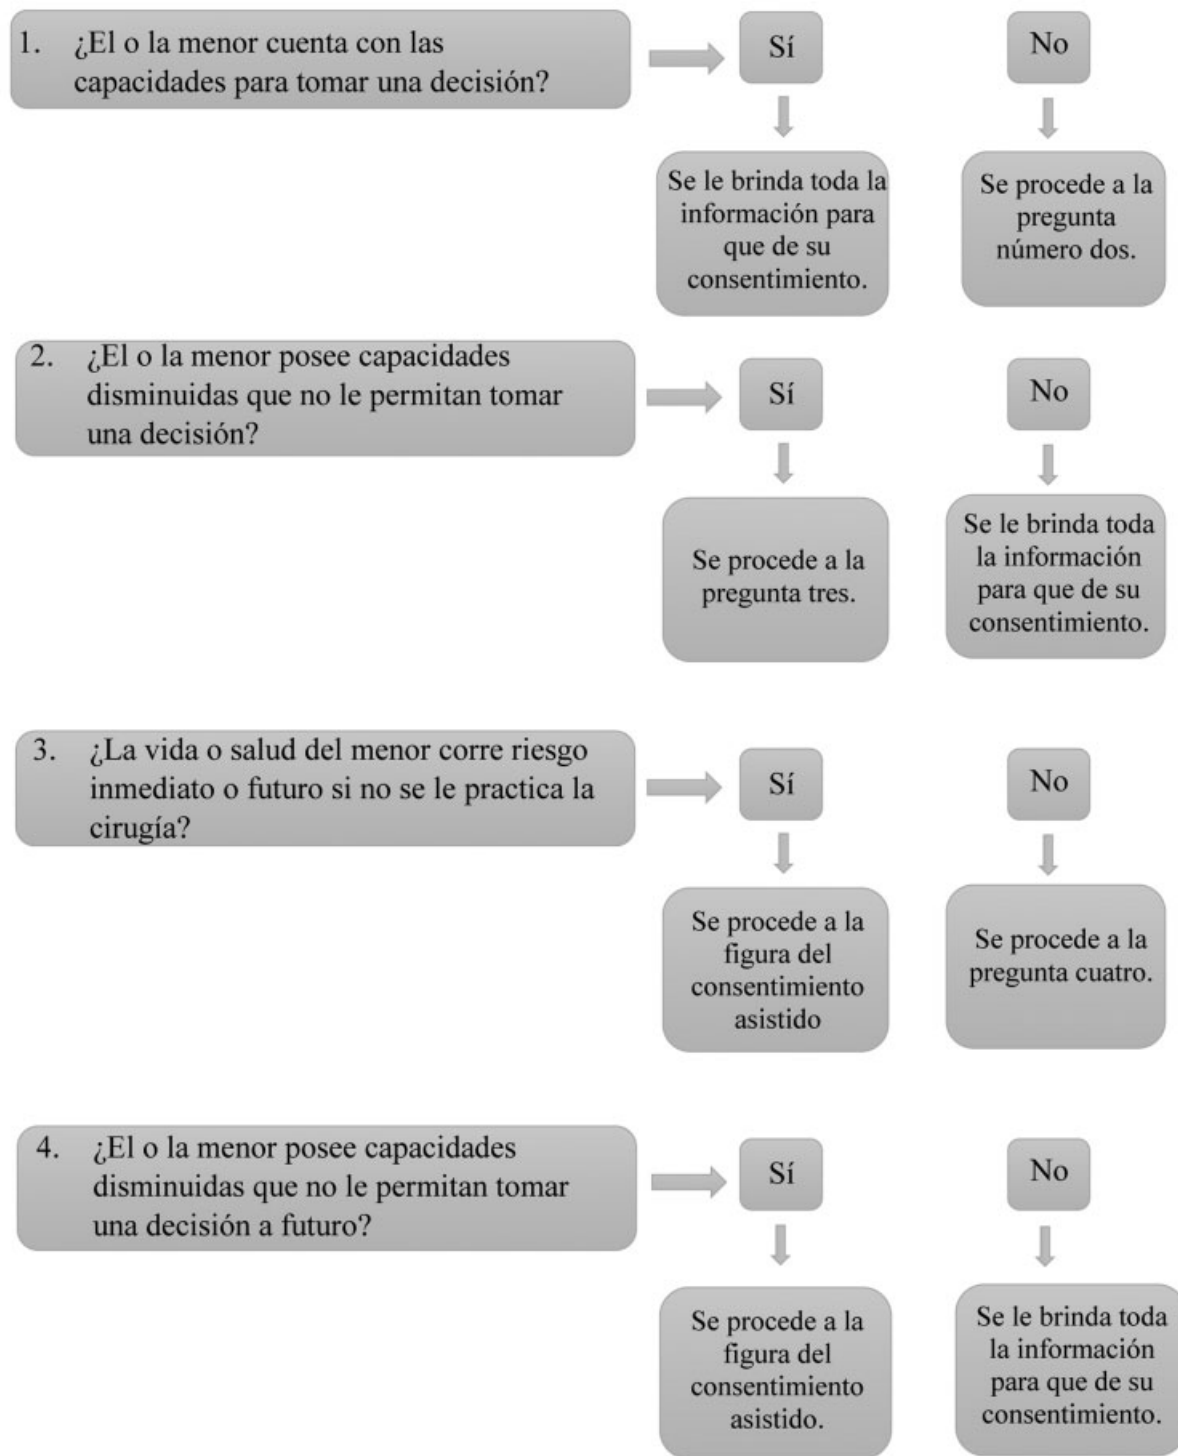 1. ¿El o la menor cuenta con las
capacidades para tomar una decisión?
Sí
No
Se le brinda toda la
información para
que de su
consentimiento.
Se procede a la
pregunta
número dos.
2. ¿El o la menor posee capacidades
disminuidas que no le permitan tomar
una decisión?
Sí
No
Se procede a la
pregunta tres.
Se le brinda toda
la información
para que de su
consentimiento.
3. ¿La vida o salud del menor corre riesgo
inmediato o futuro si no se le practica la
cirugía?
Sí
No
Se procede a la
figura del
consentimiento
asistido
Se procede a la
pregunta cuatro.
4. ¿El o la menor posee capacidades
disminuidas que no le permitan tomar
una decisión a futuro?
Sí
No
Se procede a la
figura del
consentimiento
asistido.
Se le brinda toda
la información
para que de su
consentimiento.